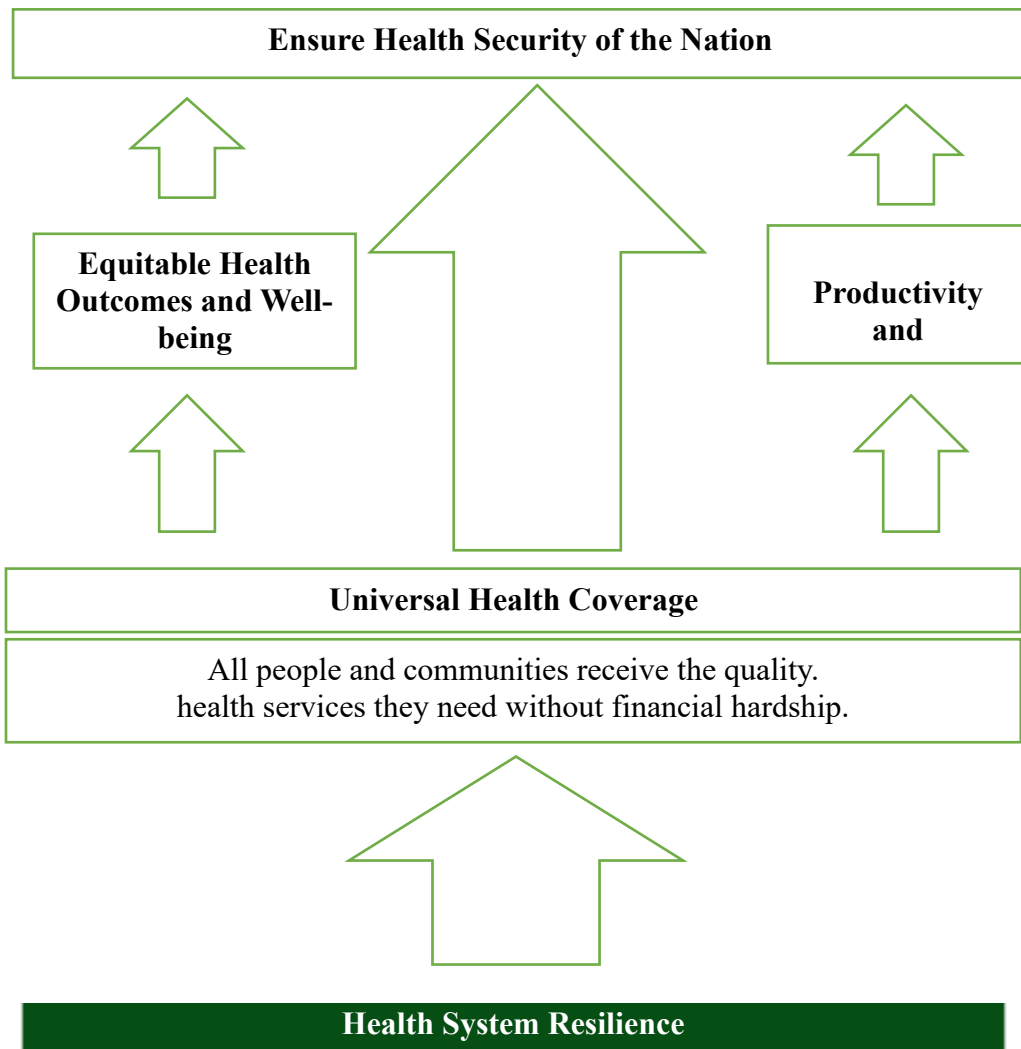 Ensure Health Security of the Nation
Equitable Health
Outcomes and Well-
being
Productivity
and
Universal Health Coverage
All people and communities receive the quality.
health services they need without financial hardship.
Health System Resilience